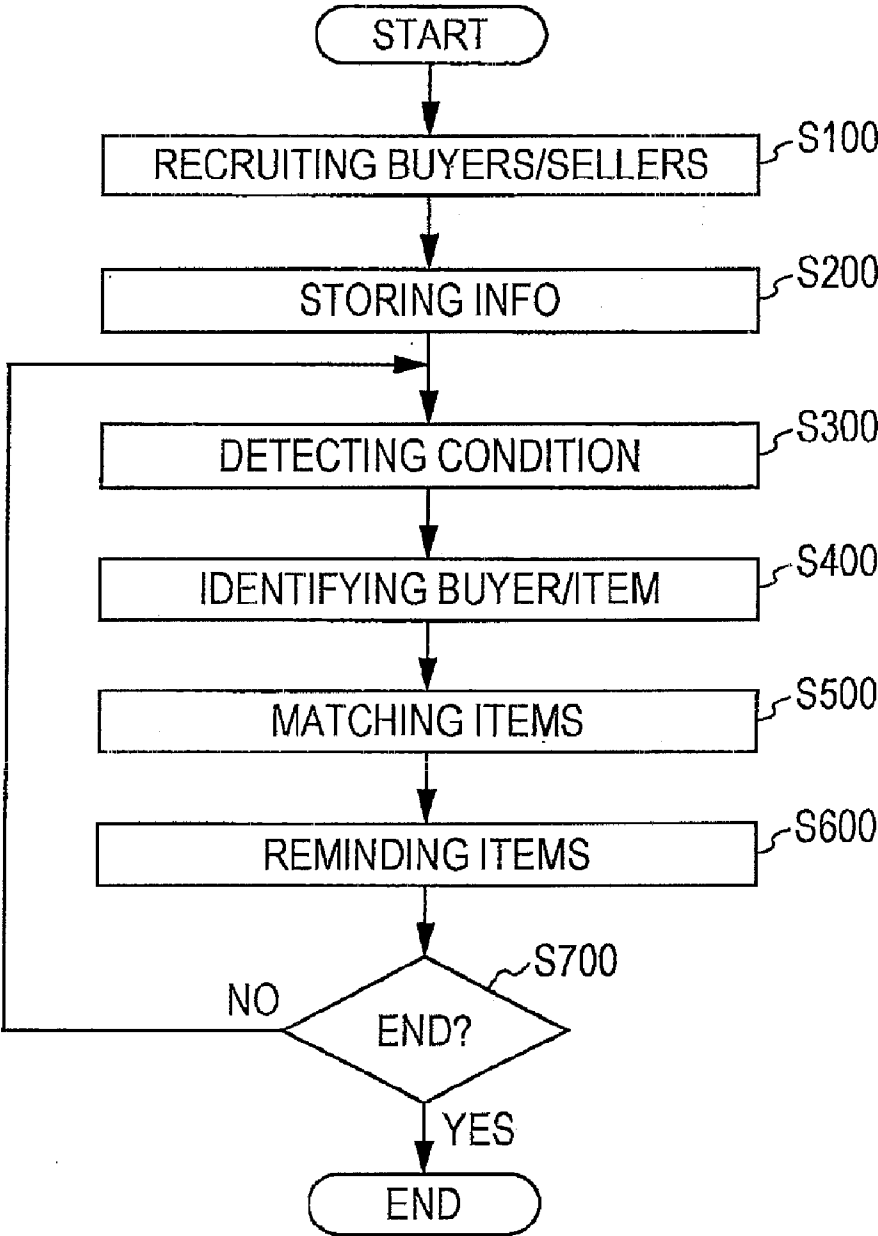 START
RECRUITING BUYERS/SELLERS
S100
STORING INFO
S200
DETECTING CONDITION
S300
IDENTIFYING BUYER/ITEM
S400
MATCHING ITEMS
S500
REMINDING ITEMS
S600
S700
NO
END?
YES
END